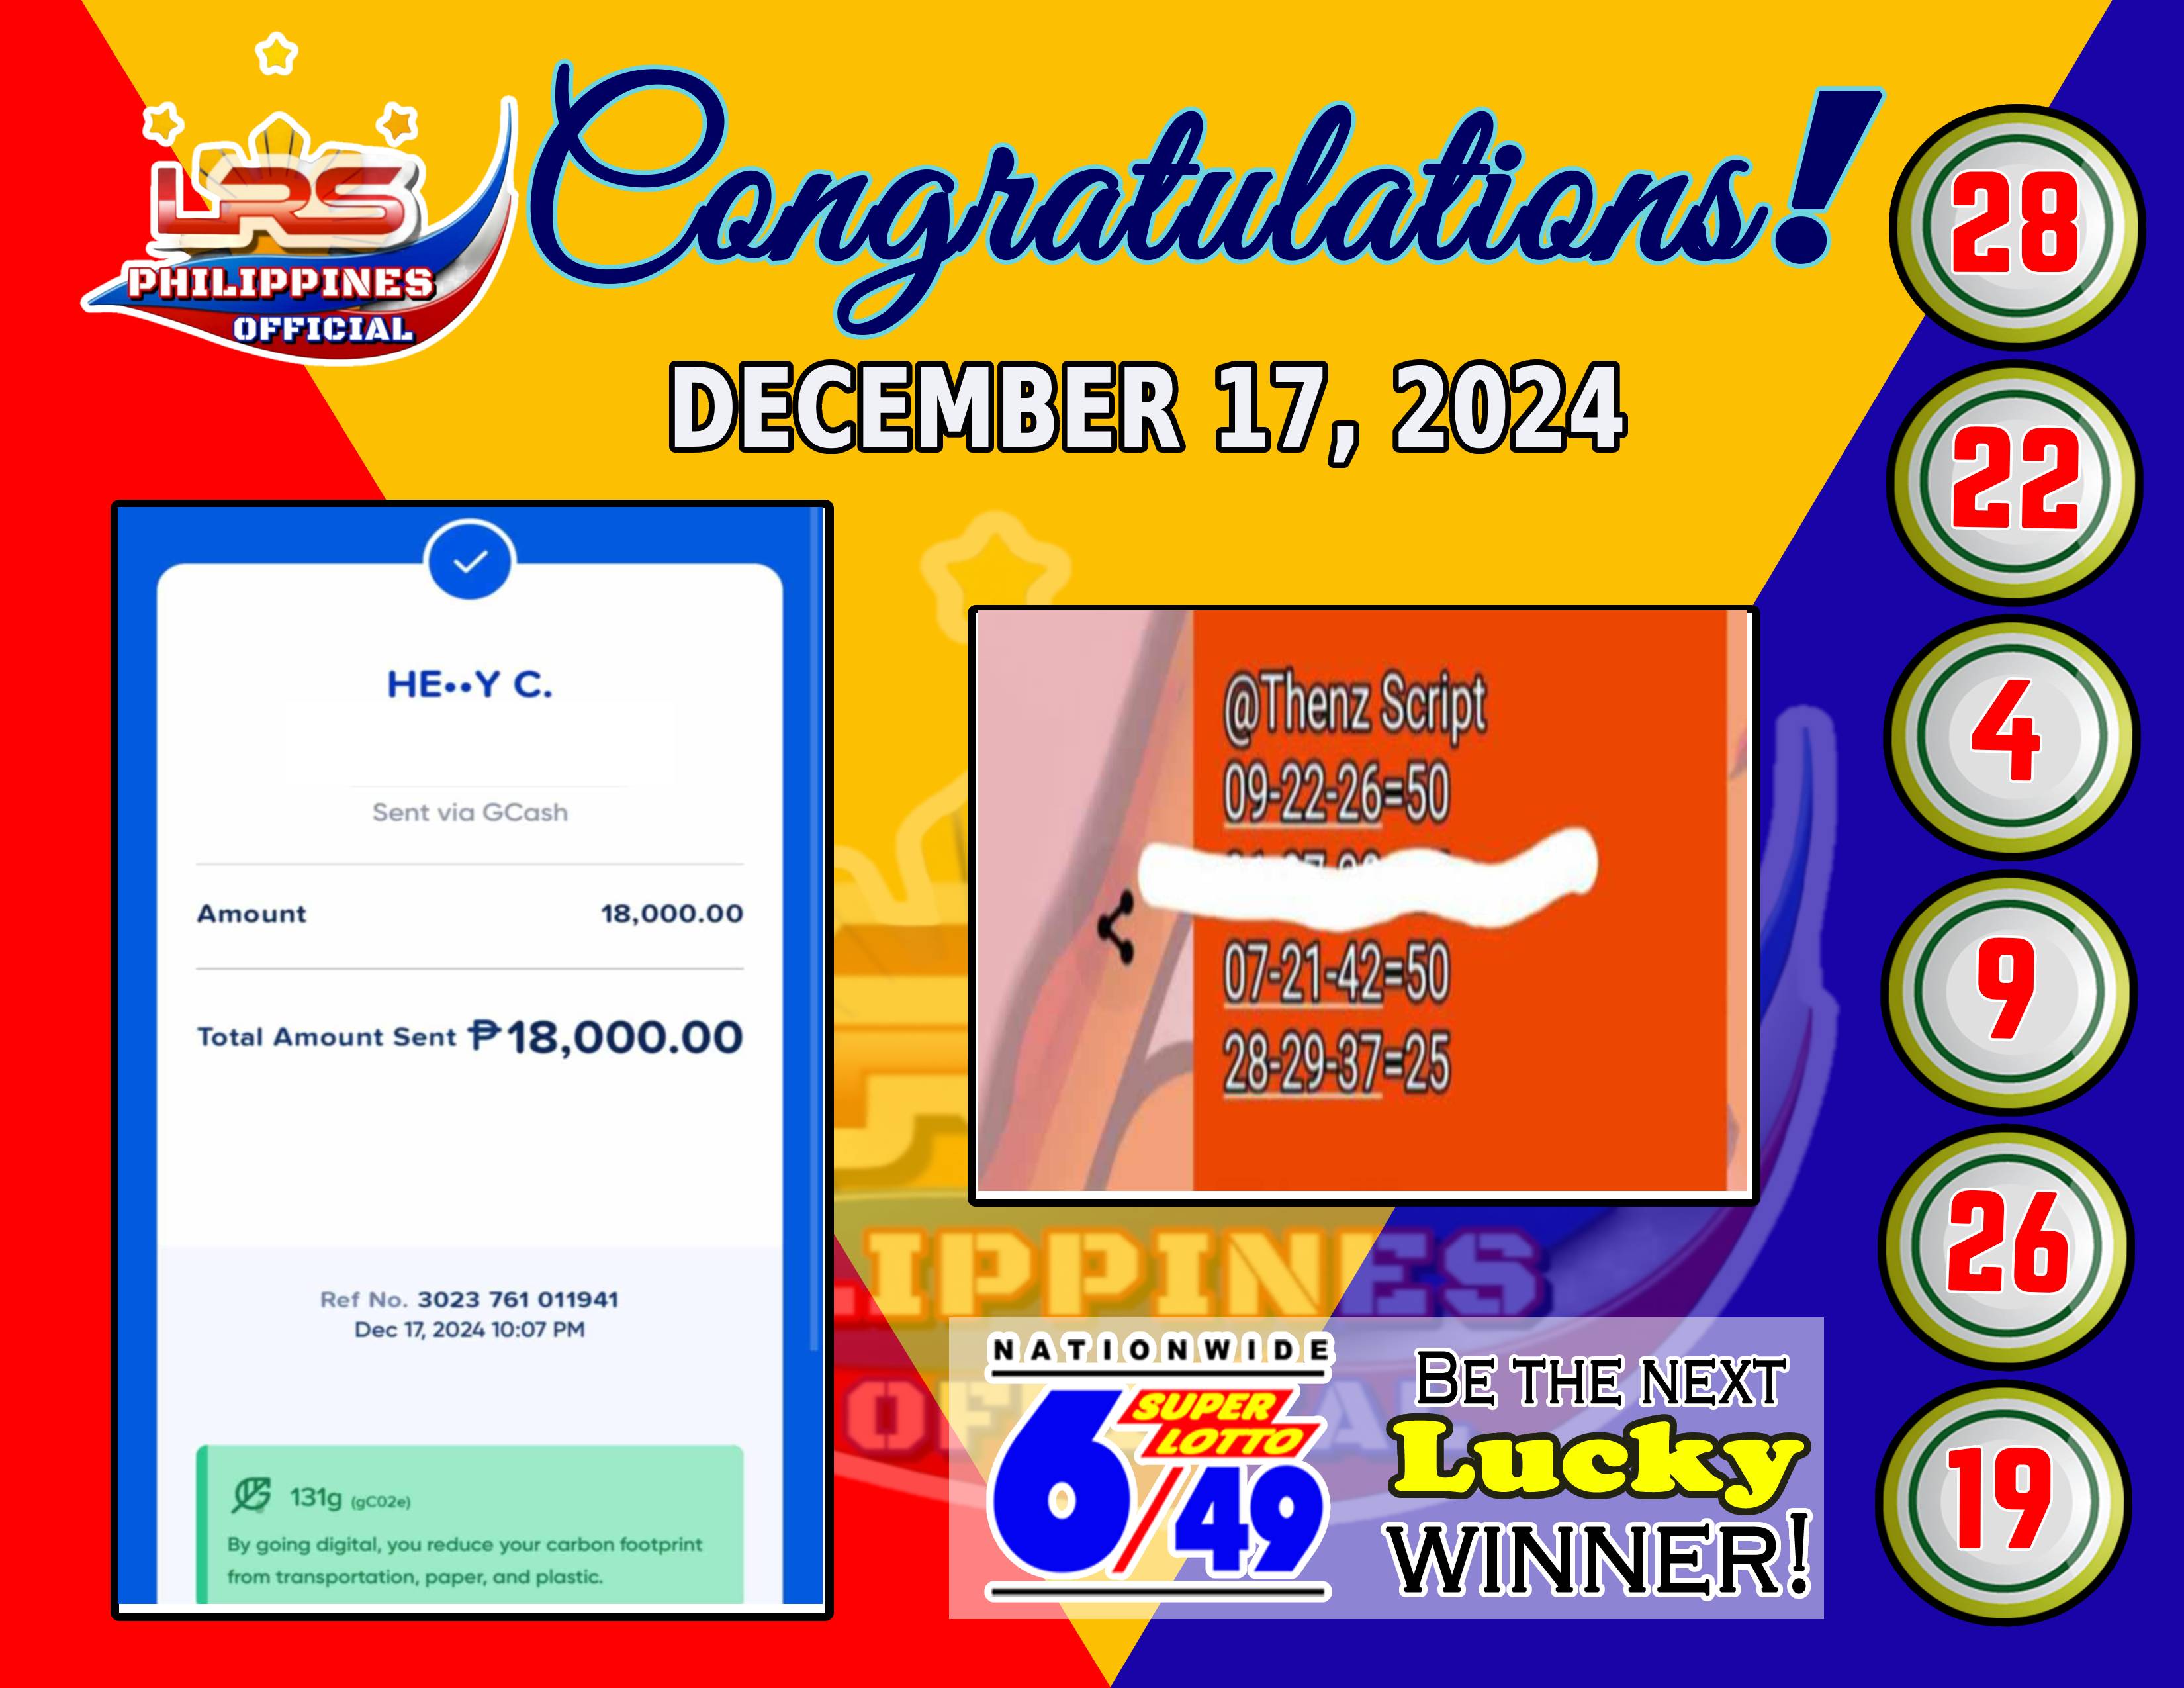 LRS
PHILIPPINES
OFFICIAL
Congratulations!
DECEMBER 17, 2024
HE••Y C.
Sent via GCash
Amount 18,000.00
Total Amount Sent ₱18,000.00
Ref No. 3023 761 011941
Dec 17, 2024 10:07 PM
131g (gC02e)
By going digital, you reduce your carbon footprint
from transportation, paper, and plastic.
@Thenz Script
09-22-26=50
07-21-42=50
28-29-37=25
NATIONWIDE
SUPER
LOTTO
6/49
BE THE NEXT
Lucky
WINNER!
28
22
4
9
26
19